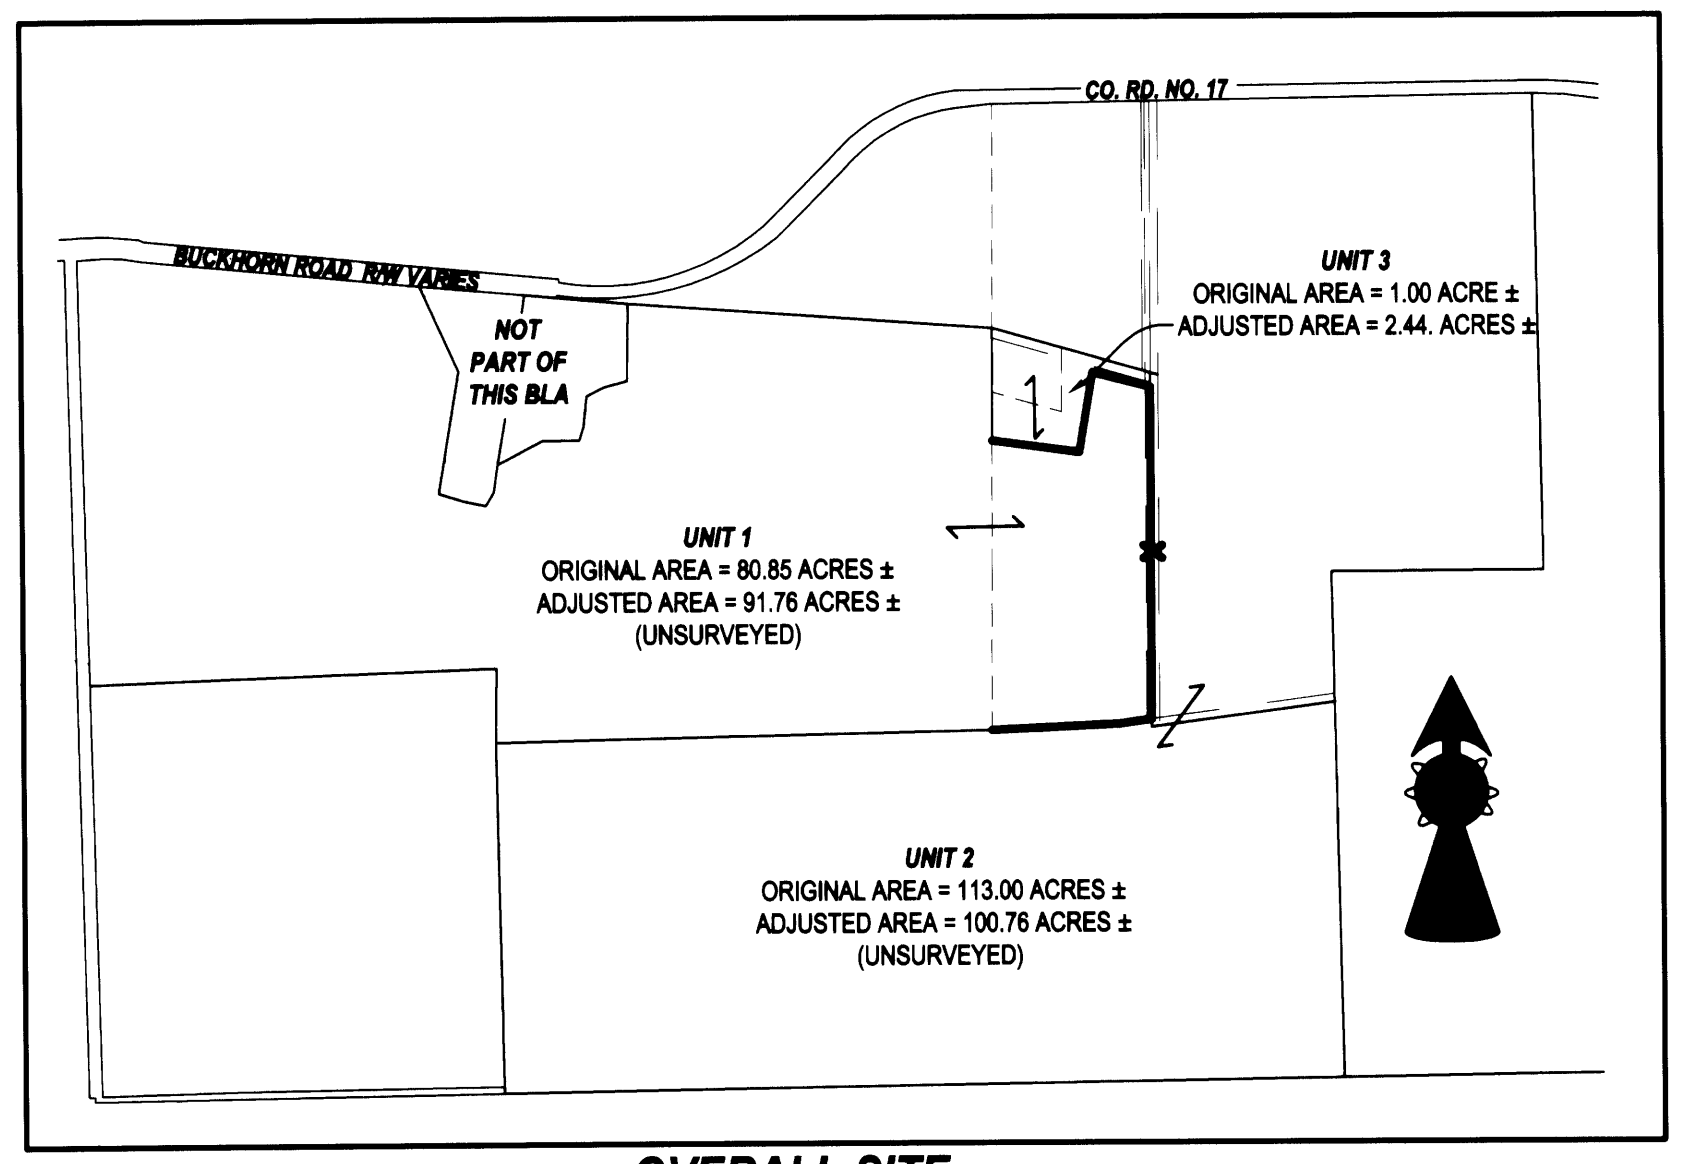 CO. RD. NO. 17
BUCKHORN ROAD R/W VARIES
UNIT 3
ORIGINAL AREA = 1.00 ACRE ±
ADJUSTED AREA = 2.44. ACRES ±
NOT
PART OF
THIS BLA
UNIT 1
ORIGINAL AREA = 80.85 ACRES ±
ADJUSTED AREA = 91.76 ACRES ±
(UNSURVEYED)
UNIT 2
ORIGINAL AREA = 113.00 ACRES ±
ADJUSTED AREA = 100.76 ACRES ±
(UNSURVEYED)
OVERALL SITE